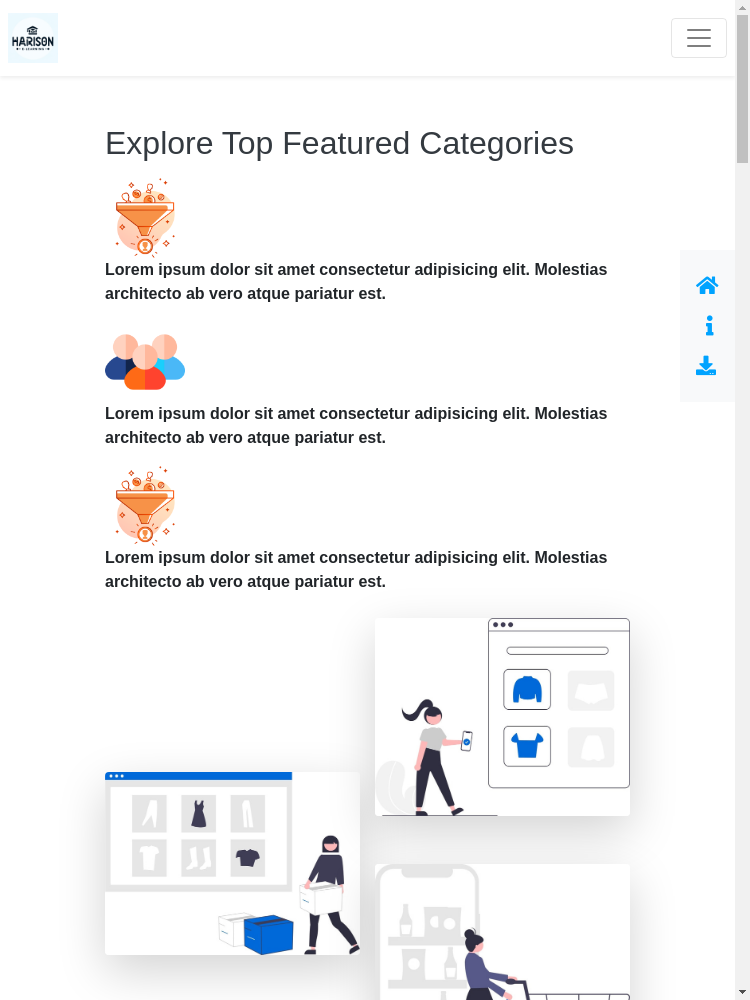 HARISON
E-LEARNING
Explore Top Featured Categories
Lorem ipsum dolor sit amet consectetur adipisicing elit. Molestias
architecto ab vero atque pariatur est.
Lorem ipsum dolor sit amet consectetur adipisicing elit. Molestias
architecto ab vero atque pariatur est.
Lorem ipsum dolor sit amet consectetur adipisicing elit. Molestias
architecto ab vero atque pariatur est.